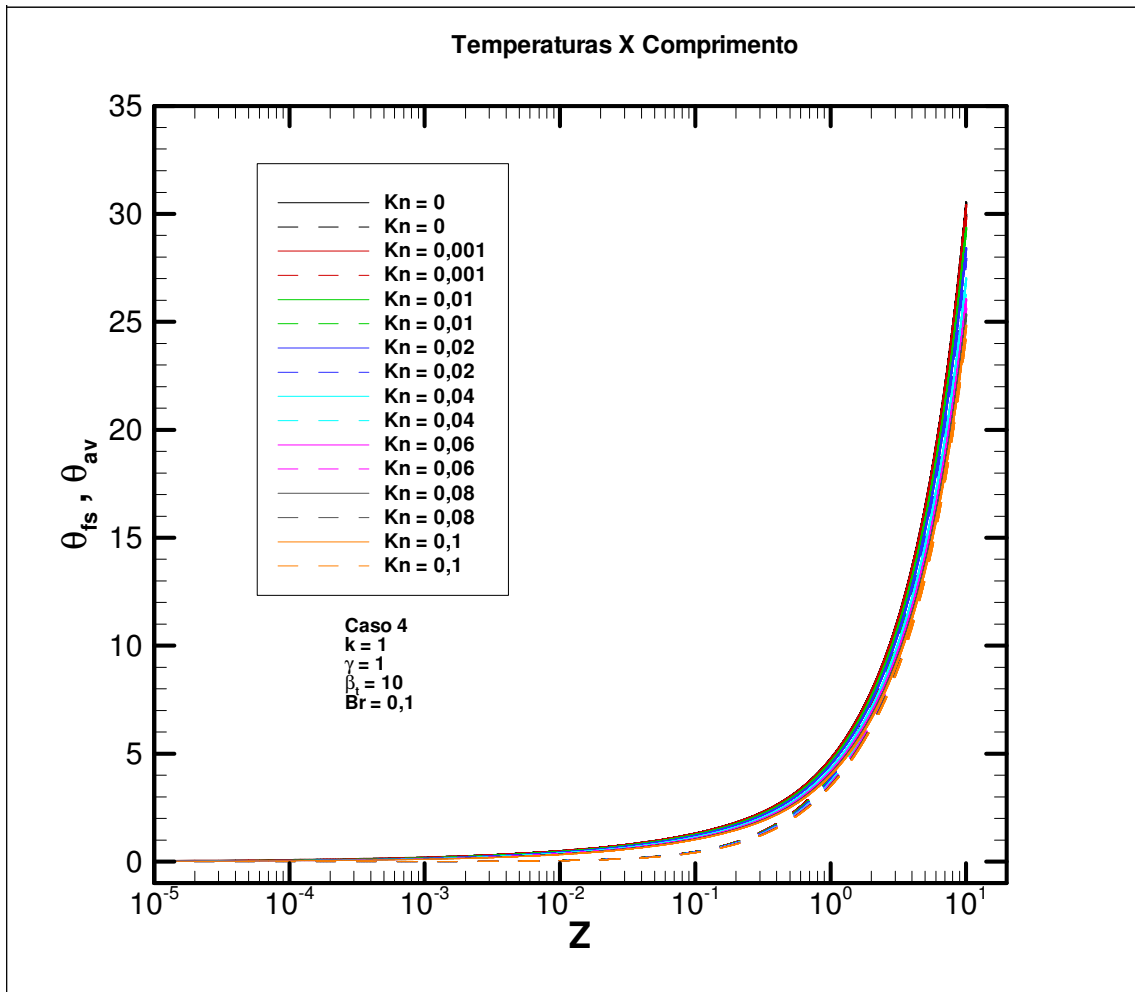 Temperaturas X Comprimento
35
30
25
20
15
10
5
0
θfs , θav
Kn = 0
Kn = 0
Kn = 0,001
Kn = 0,001
Kn = 0,01
Kn = 0,01
Kn = 0,02
Kn = 0,02
Kn = 0,04
Kn = 0,04
Kn = 0,06
Kn = 0,06
Kn = 0,08
Kn = 0,08
Kn = 0,1
Kn = 0,1
Caso 4
k = 1
γ = 1
βt = 10
Br = 0,1
10⁻⁵ 10⁻⁴ 10⁻³ 10⁻² 10⁻¹ 10⁰ 10¹
Z